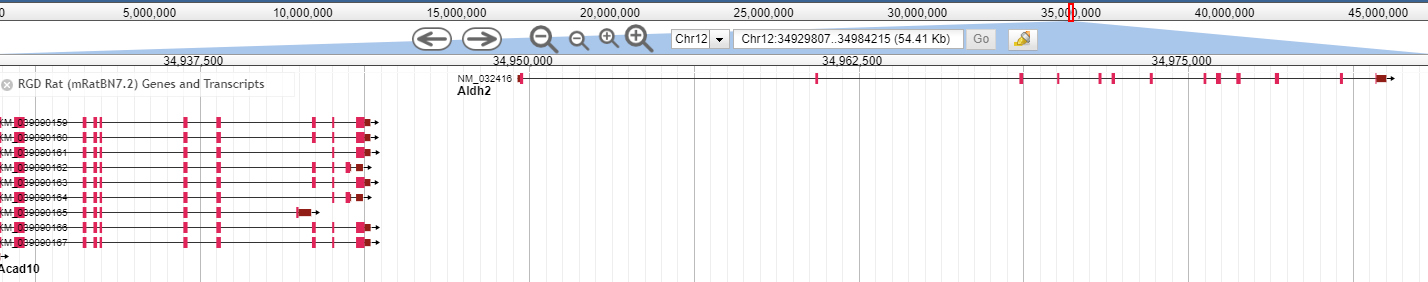 0 5,000,000 10,000,000 15,000,000 20,000,000 25,000,000 30,000,000 35,000,000 40,000,000 45,000,000
Chr12 Chr12:34929807..34984215 (54.41 Kb) Go
34,937,500 34,950,000 34,962,500 34,975,000
RGD Rat (mRatBN7.2) Genes and Transcripts
NM_032416
Aldh2
XM_039090159
XM_039090160
XM_039090161
XM_039090162
XM_039090163
XM_039090164
XM_039090165
XM_039090166
XM_039090167
Acad10